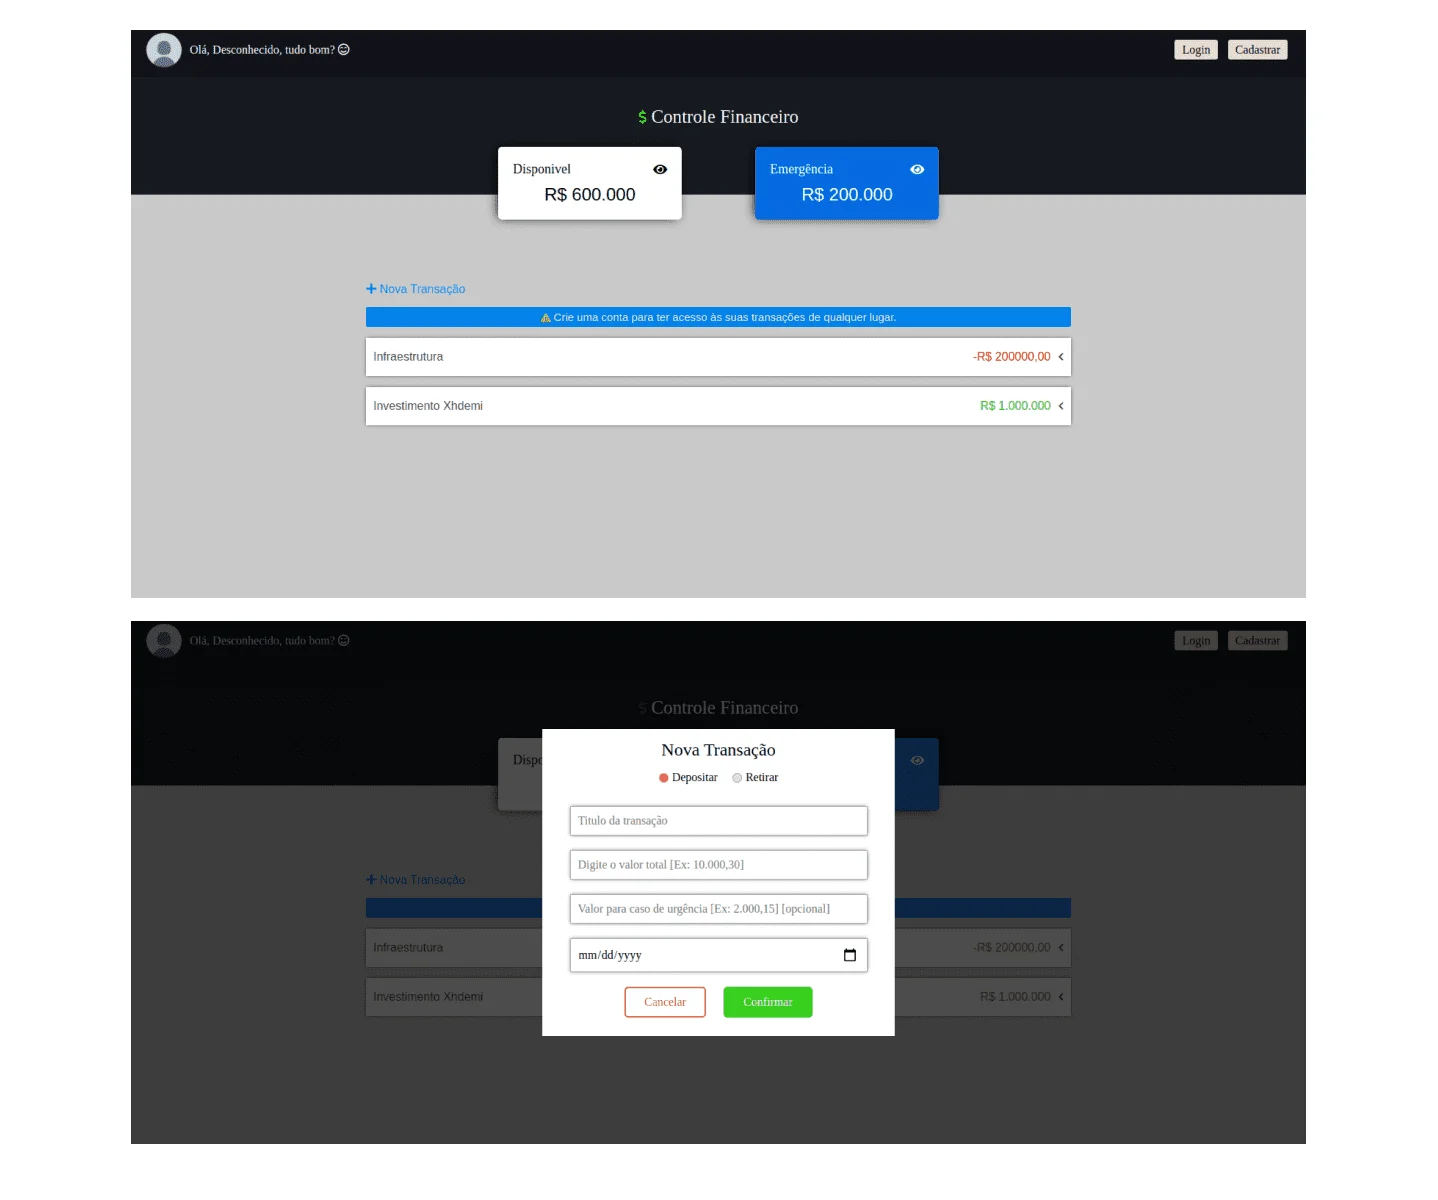 Olá, Desconhecido, tudo bom?
Login Cadastrar
$ Controle Financeiro
Disponivel
R$ 600.000
Emergência
R$ 200.000
Nova Transação
Crie uma conta para ter acesso às suas transações de qualquer lugar.
Infraestrutura -R$ 200000,00
Investimento Xhdemi R$ 1.000.000
Olá, Desconhecido, tudo bom?
Login Cadastrar
$ Controle Financeiro
Dispo
Nova Transação
Depositar Retirar
Titulo da transação
Digite o valor total [Ex: 10.000,30]
Valor para caso de urgência [Ex: 2.000,15] [opcional]
mm/dd/yyyy
Cancelar Confirmar
Nova Transação
Infraestrutura -R$ 200000,00
Investimento Xhdemi R$ 1.000.000